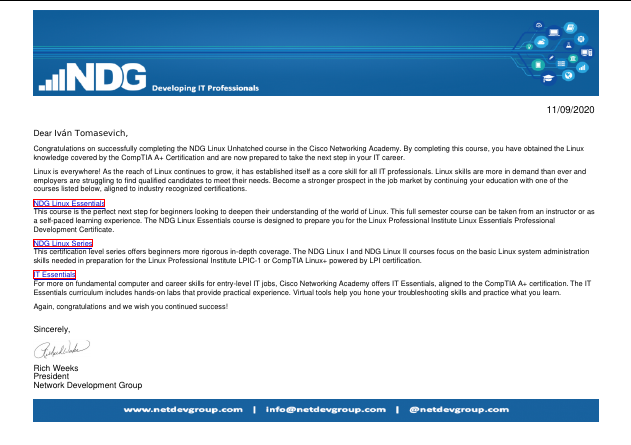 NDG Developing IT Professionals
11/09/2020
Dear Iván Tomasevich,
Congratulations on successfully completing the NDG Linux Unhatched course in the Cisco Networking Academy. By completing this course, you have obtained the Linux
knowledge covered by the CompTIA A+ Certification and are now prepared to take the next step in your IT career.
Linux is everywhere! As the reach of Linux continues to grow, it has established itself as a core skill for all IT professionals. Linux skills are more in demand than ever and
employers are struggling to find qualified candidates to meet their needs. Become a stronger prospect in the job market by continuing your education with one of the
courses listed below, aligned to industry recognized certifications.
NDG Linux Essentials
This course is the perfect next step for beginners looking to deepen their understanding of the world of Linux. This full semester course can be taken from an instructor or as
a self-paced learning experience. The NDG Linux Essentials course is designed to prepare you for the Linux Professional Institute Linux Essentials Professional
Development Certificate.
NDG Linux Series
This certification level series offers beginners more rigorous in-depth coverage. The NDG Linux I and NDG Linux II courses focus on the basic Linux system administration
skills needed in preparation for the Linux Professional Institute LPIC-1 or CompTIA Linux+ powered by LPI certification.
IT Essentials
For more on fundamental computer and career skills for entry-level IT jobs, Cisco Networking Academy offers IT Essentials, aligned to the CompTIA A+ certification. The IT
Essentials curriculum includes hands-on labs that provide practical experience. Virtual tools help you hone your troubleshooting skills and practice what you learn.
Again, congratulations and we wish you continued success!
Sincerely,
Rich Weeks
Rich Weeks
President
Network Development Group
www.netdevgroup.com | info@netdevgroup.com | @netdevgroup.com